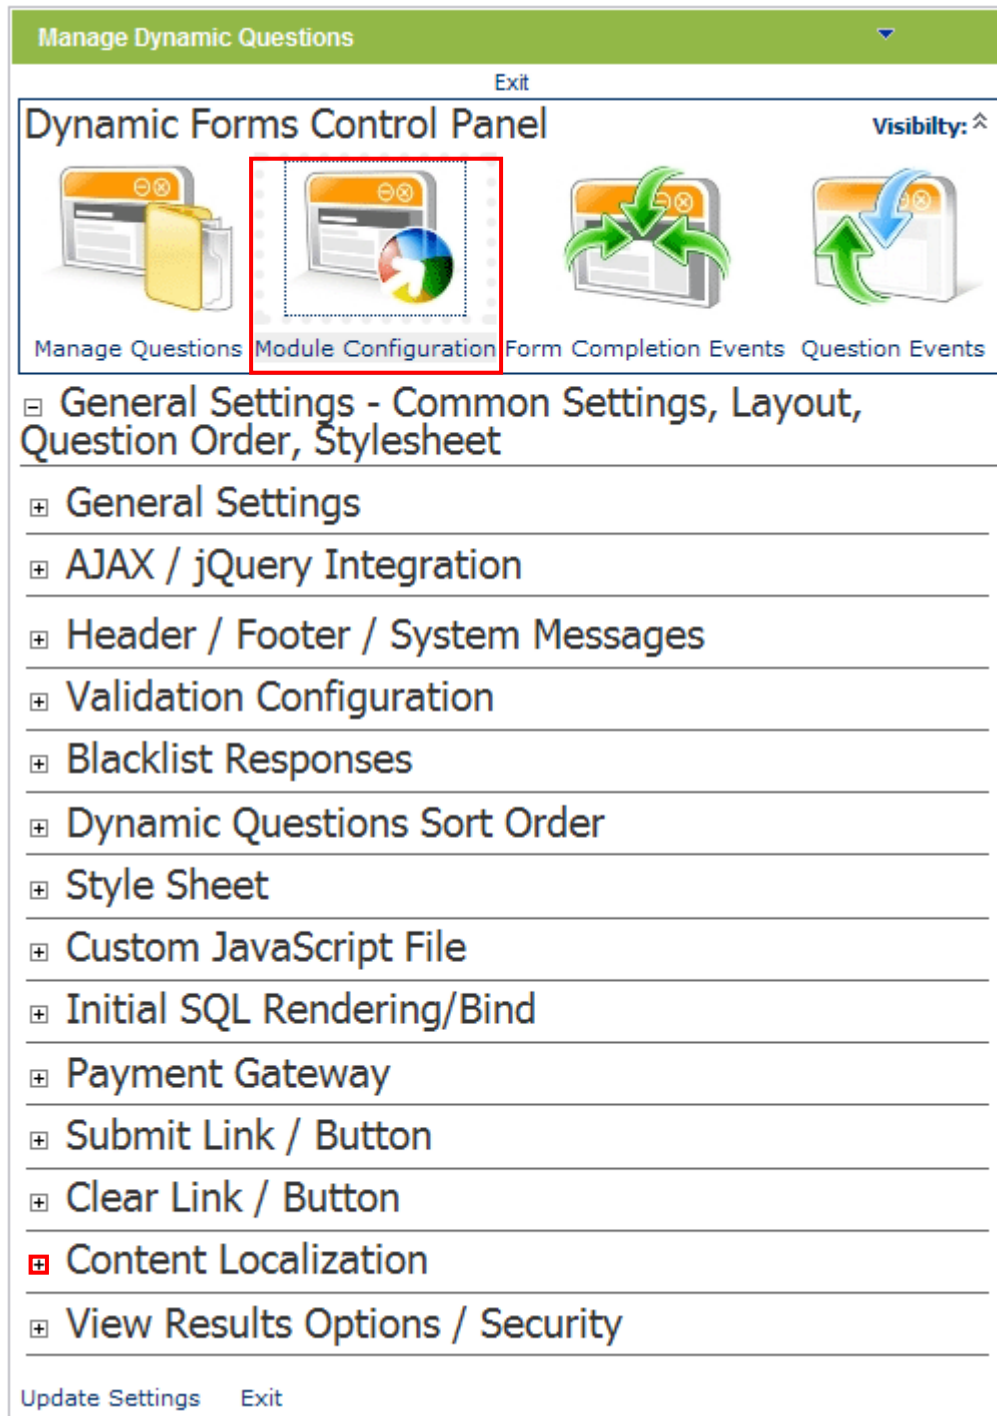 Manage Dynamic Questions
Exit
Dynamic Forms Control Panel
Visibilty:
Manage Questions Module Configuration Form Completion Events Question Events
General Settings - Common Settings, Layout,
Question Order, Stylesheet
General Settings
AJAX / jQuery Integration
Header / Footer / System Messages
Validation Configuration
Blacklist Responses
Dynamic Questions Sort Order
Style Sheet
Custom JavaScript File
Initial SQL Rendering/Bind
Payment Gateway
Submit Link / Button
Clear Link / Button
Content Localization
View Results Options / Security
Update Settings Exit